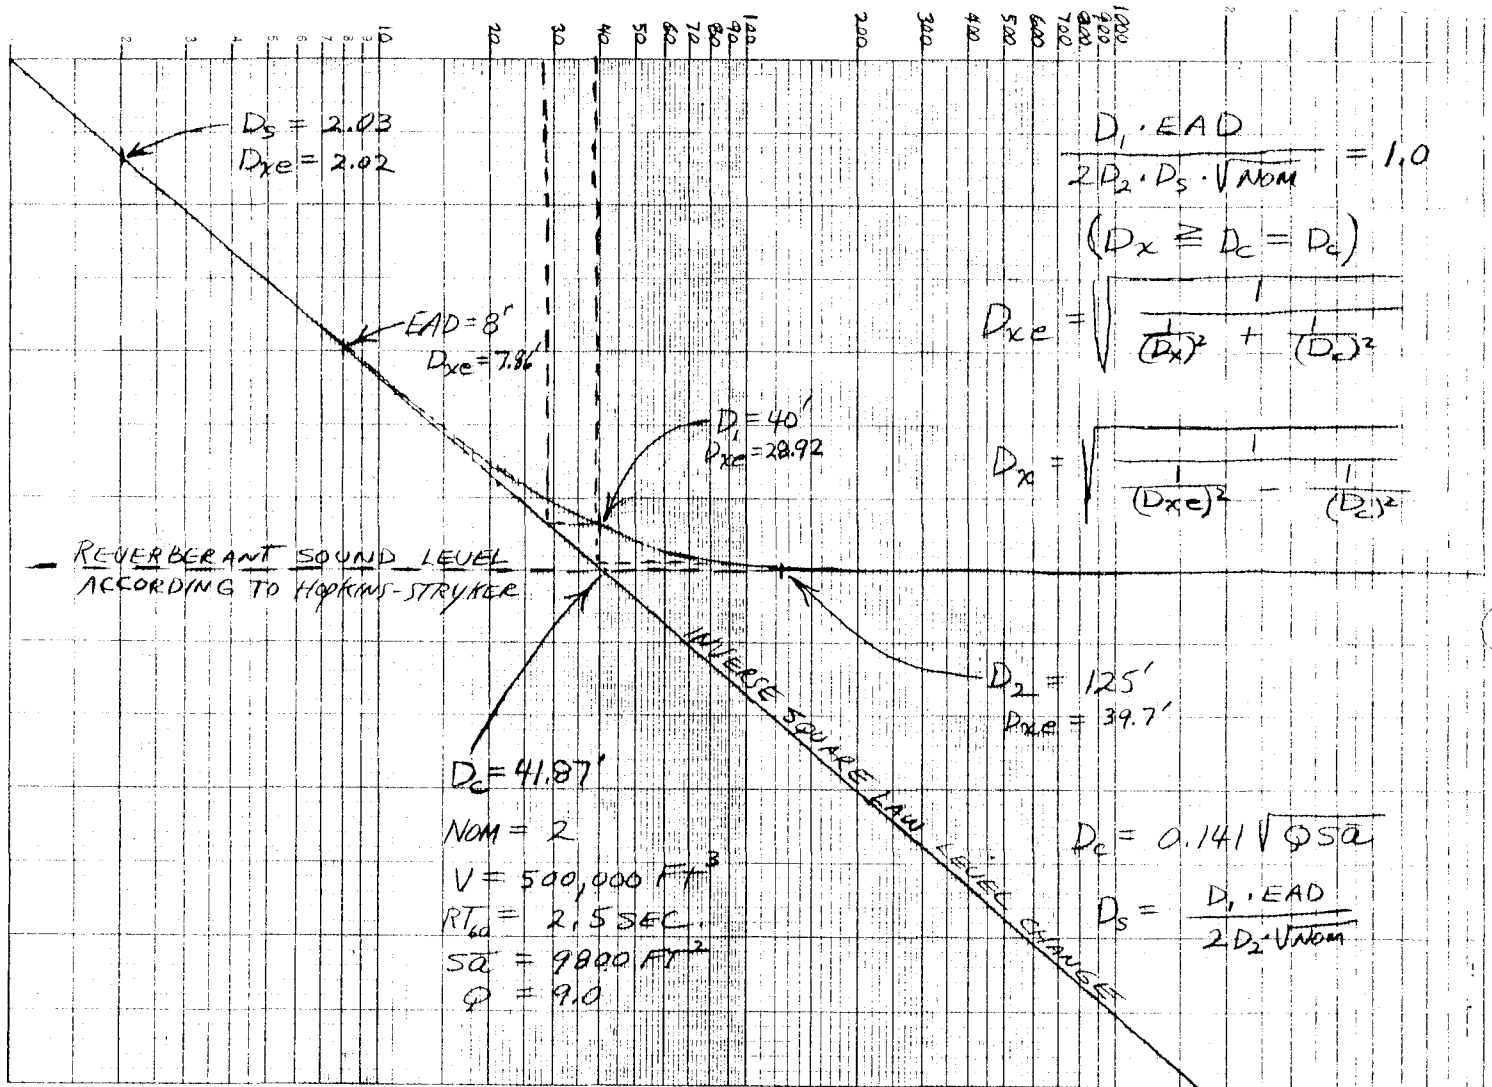 2 3 4 5 6 7 8 9 10 20 30 40 50 60 70 80 90 100 200 300 400 500 600 700 800 900 1000
Ds = 2.03
Dxe = 2.02
D1 · EAD / 2D2 · Ds · √NOM = 1.0
(Dx ≧ Dc = Dc)
Dxe = √ 1 / 1/(Dx)² + 1/(Dc)²
EAD = 8'
Dxe = 7.86'
D1 = 40'
Dxe = 28.92
Dx = √ 1 / 1/(Dxe)² - 1/(Dc)²
REVERBERANT SOUND LEVEL
ACCORDING TO HOPKINS-STRYKER
INVERSE SQUARE LAW LEVEL CHANGE
D2 = 125'
Dxe = 39.7'
Dc = 41.87'
NOM = 2
V = 500,000 FT³
RT60 = 2.5 SEC.
Sā = 9800 FT²
Q = 9.0
Dc = 0.141 √QSā
Ds = D1 · EAD / 2D2 · √NOM